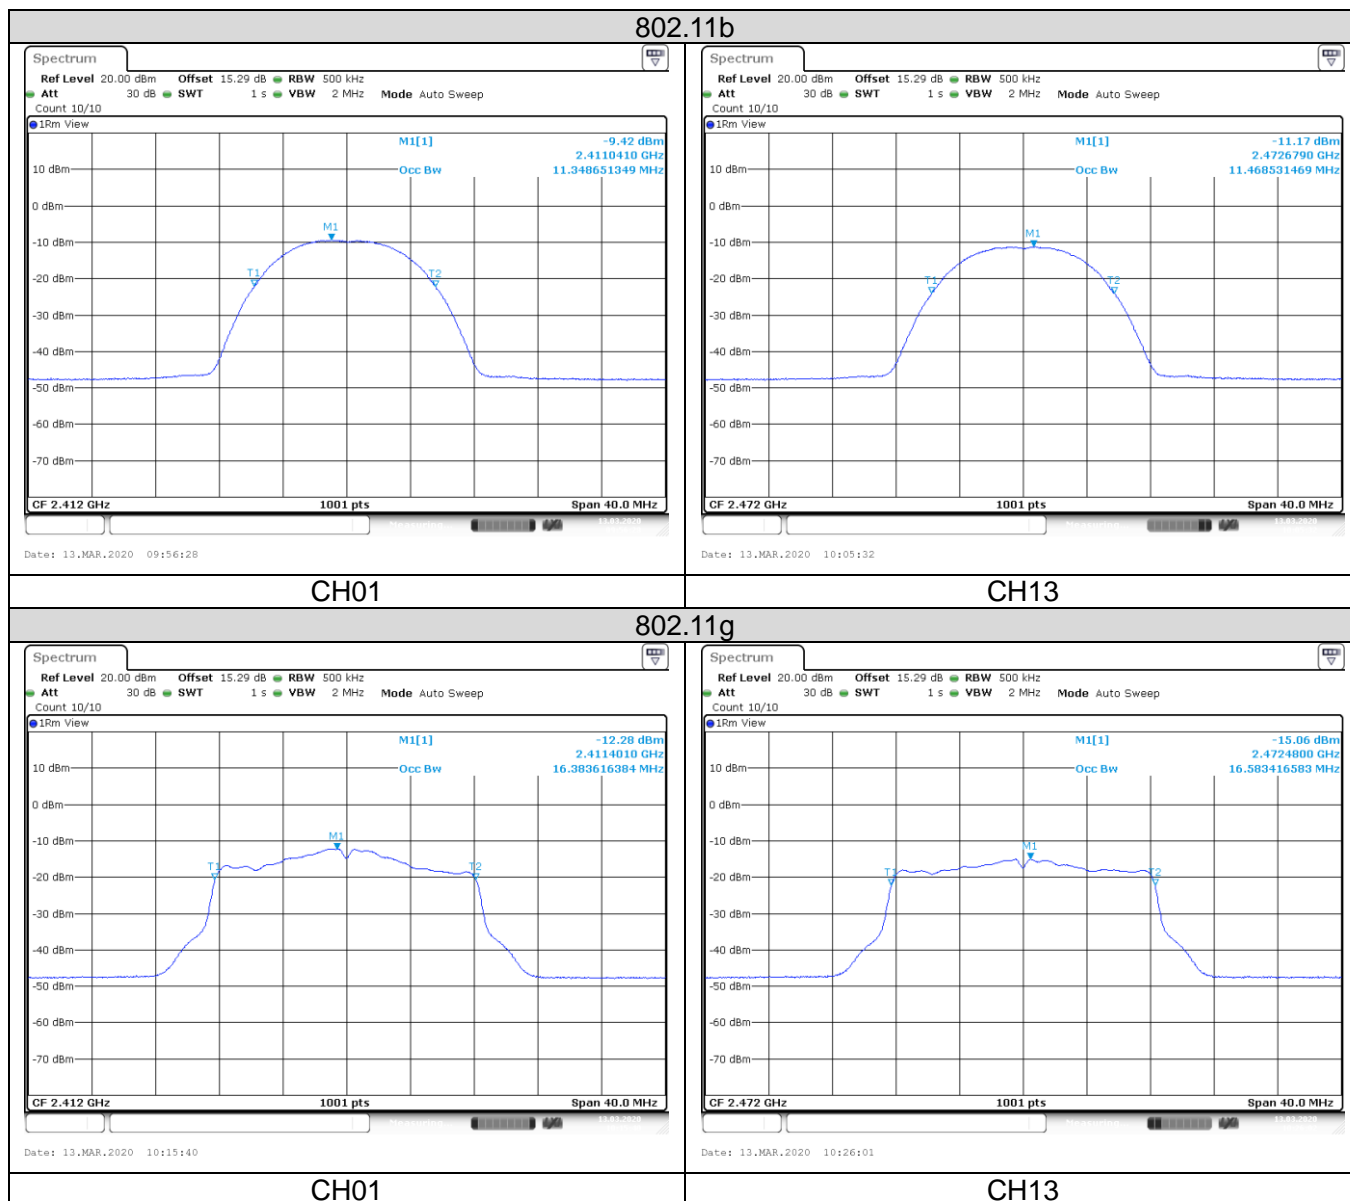 802.11b
Spectrum
Ref Level 20.00 dBm Offset 15.29 dB RBW 500 kHz
Att 30 dB SWT 1 s VBW 2 MHz Mode Auto Sweep
Count 10/10
1Rm View
M1[1] -9.42 dBm
2.4110410 GHz
Occ Bw 11.348651349 MHz
10 dBm
0 dBm
M1
-10 dBm
T1 T2
-20 dBm
-30 dBm
-40 dBm
-50 dBm
-60 dBm
-70 dBm
CF 2.412 GHz 1001 pts Span 40.0 MHz
Measuring 13.03.2020
Date: 13.MAR.2020 09:56:28
CH01
Spectrum
Ref Level 20.00 dBm Offset 15.29 dB RBW 500 kHz
Att 30 dB SWT 1 s VBW 2 MHz Mode Auto Sweep
Count 10/10
1Rm View
M1[1] -11.17 dBm
2.4726790 GHz
Occ Bw 11.468531469 MHz
10 dBm
0 dBm
M1
-10 dBm
T1 T2
-20 dBm
-30 dBm
-40 dBm
-50 dBm
-60 dBm
-70 dBm
CF 2.472 GHz 1001 pts Span 40.0 MHz
Measuring 13.03.2020
Date: 13.MAR.2020 10:05:32
CH13
802.11g
Spectrum
Ref Level 20.00 dBm Offset 15.29 dB RBW 500 kHz
Att 30 dB SWT 1 s VBW 2 MHz Mode Auto Sweep
Count 10/10
1Rm View
M1[1] -12.28 dBm
2.4114010 GHz
Occ Bw 16.383616384 MHz
10 dBm
0 dBm
-10 dBm M1
T1 T2
-20 dBm
-30 dBm
-40 dBm
-50 dBm
-60 dBm
-70 dBm
CF 2.412 GHz 1001 pts Span 40.0 MHz
Measuring 13.03.2020
Date: 13.MAR.2020 10:15:40
CH01
Spectrum
Ref Level 20.00 dBm Offset 15.29 dB RBW 500 kHz
Att 30 dB SWT 1 s VBW 2 MHz Mode Auto Sweep
Count 10/10
1Rm View
M1[1] -15.06 dBm
2.4724800 GHz
Occ Bw 16.583416583 MHz
10 dBm
0 dBm
-10 dBm
M1
T1 T2
-20 dBm
-30 dBm
-40 dBm
-50 dBm
-60 dBm
-70 dBm
CF 2.472 GHz 1001 pts Span 40.0 MHz
Measuring 13.03.2020
Date: 13.MAR.2020 10:26:01
CH13